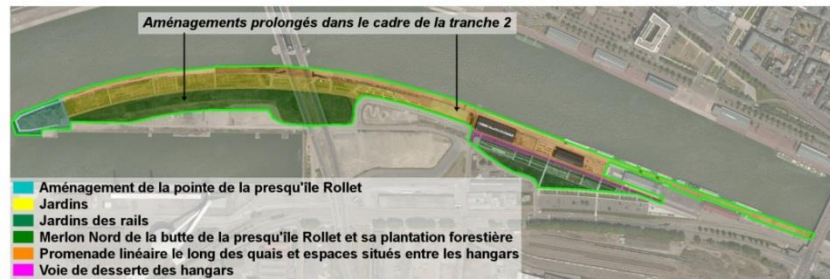 Aménagements prolongés dans le cadre de la tranche 2
Aménagement de la pointe de la presqu'île Rollet
Jardins
Jardins des rails
Merlon Nord de la butte de la presqu'île Rollet et sa plantation forestière
Promenade linéaire le long des quais et espaces situés entre les hangars
Voie de desserte des hangars